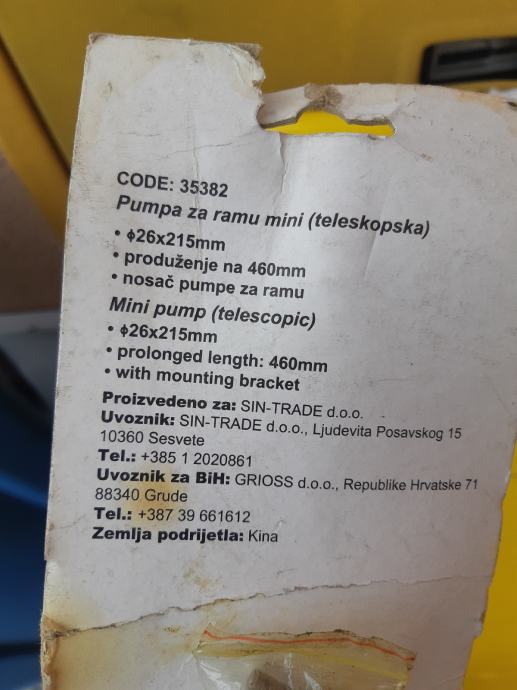 CODE: 35382
Pumpa za ramu mini (teleskopska)
• ϕ26x215mm
• produženje na 460mm
• nosač pumpe za ramu
Mini pump (telescopic)
• ϕ26x215mm
• prolonged length: 460mm
• with mounting bracket
Proizvedeno za: SIN-TRADE d.o.o.
Uvoznik: SIN-TRADE d.o.o., Ljudevita Posavskog 15
10360 Sesvete
Tel.: +385 1 2020861
Uvoznik za BiH: GRIOSS d.o.o., Republike Hrvatske 71
88340 Grude
Tel.: +387 39 661612
Zemlja podrijetla: Kina